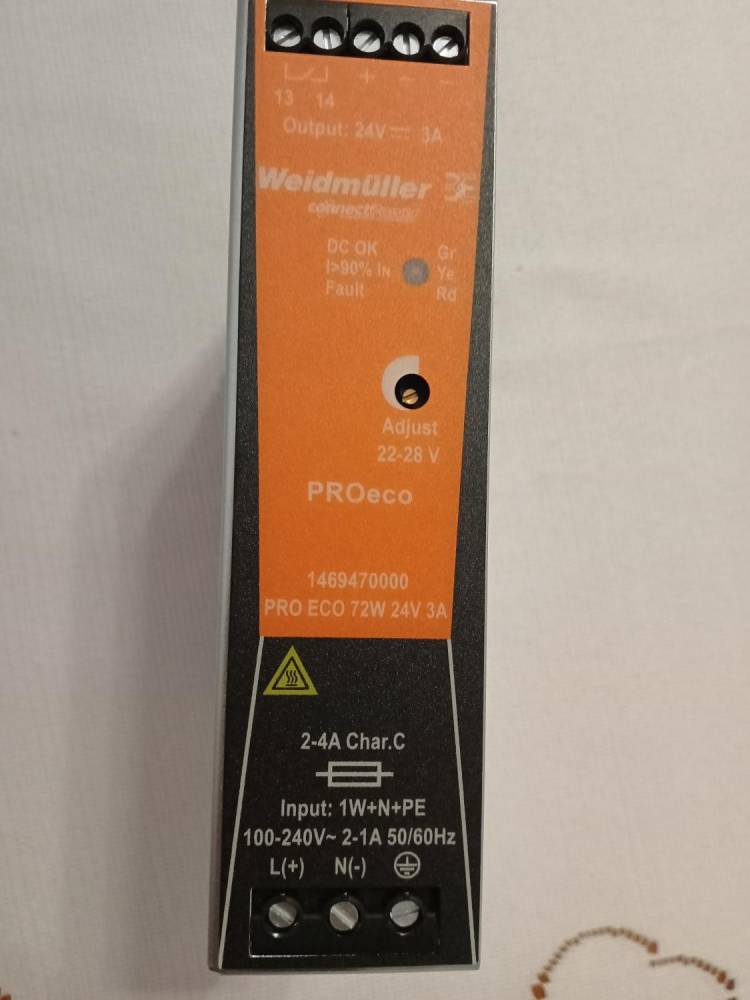 + - -
13 14
Output: 24V 3A
Weidmüller
connect
DC OK Gr
I>90% IN Ye
Fault Rd
Adjust
22-28 V
PROeco
1469470000
PRO ECO 72W 24V 3A
2-4A Char.C
Input: 1W+N+PE
100-240V~ 2-1A 50/60Hz
L(+) N(-)